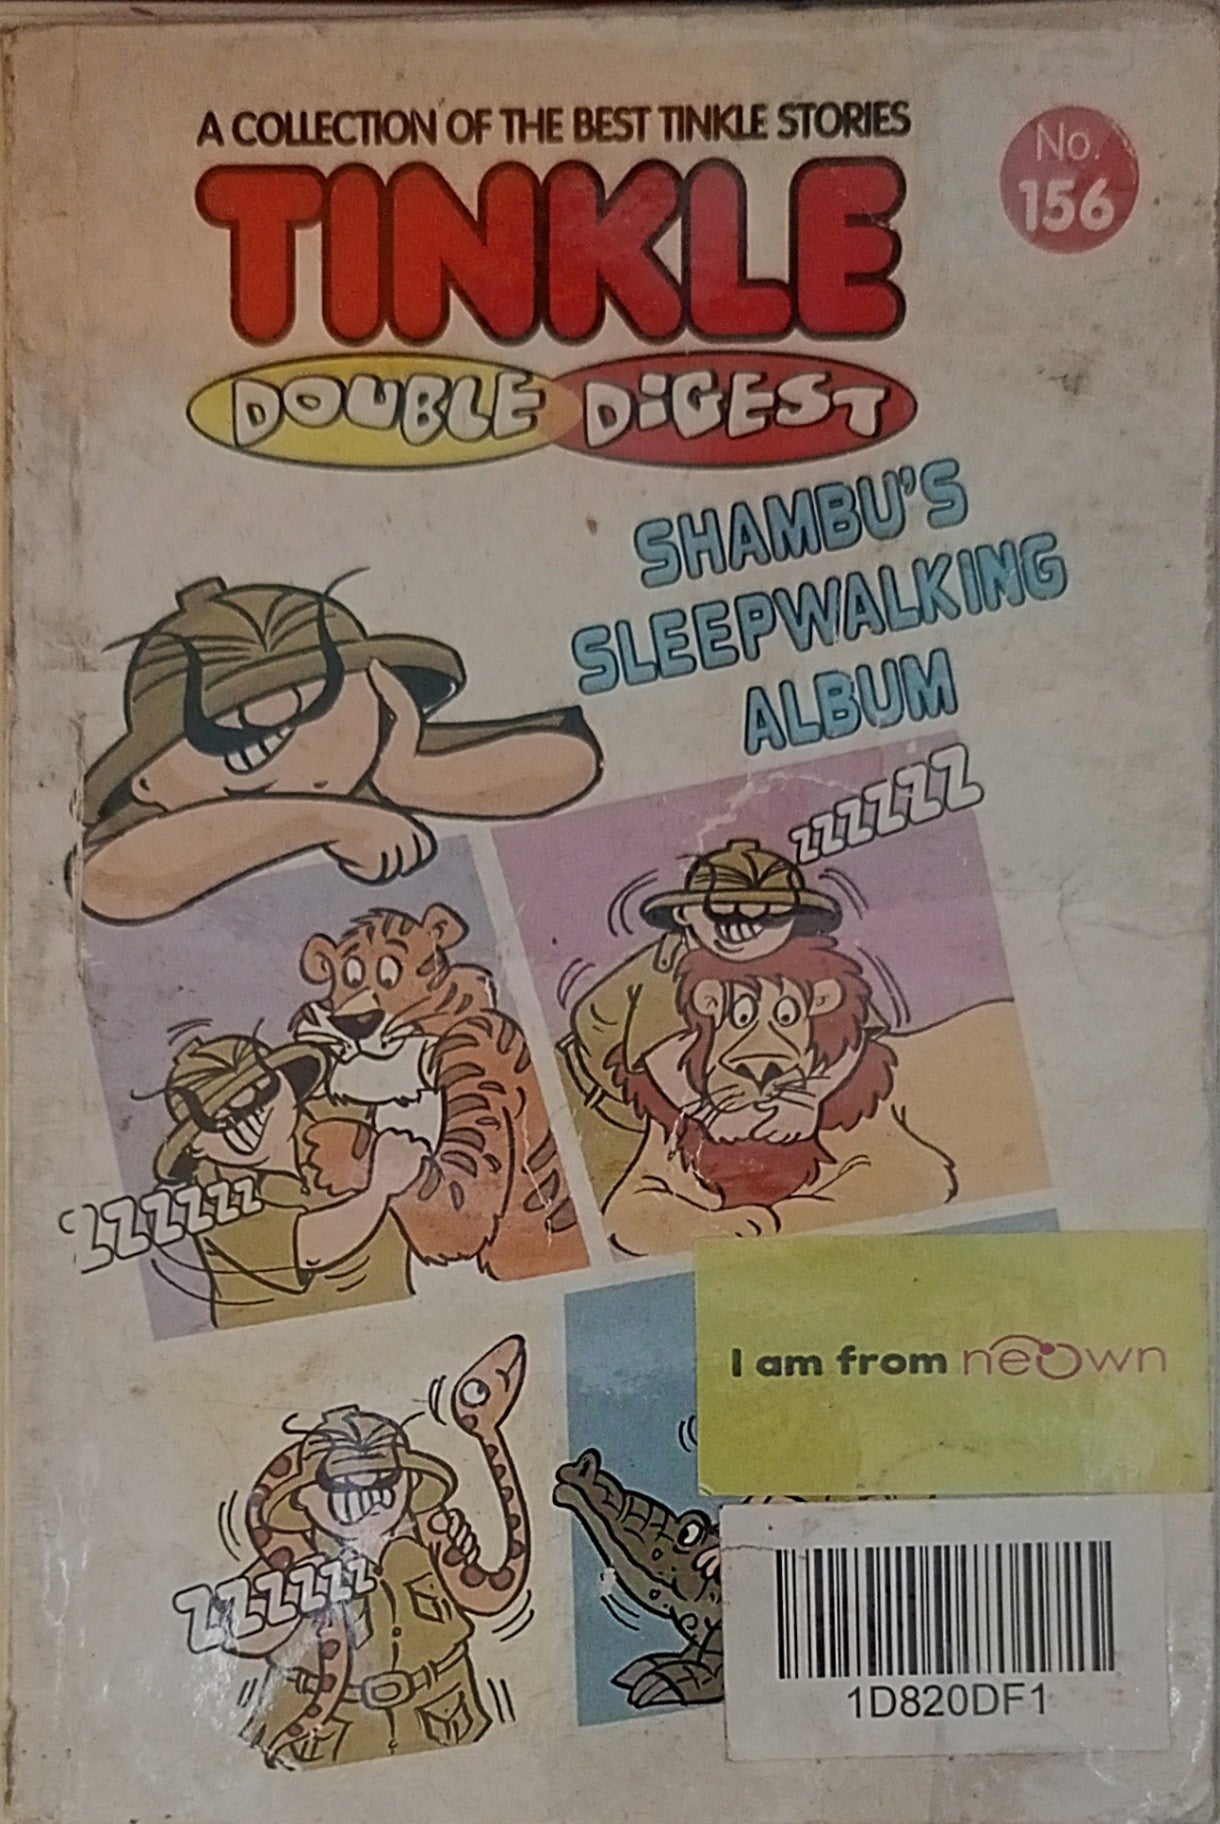 A COLLECTION OF THE BEST TINKLE STORIES
No.
156
TINKLE
DOUBLE DiGEST
SHAMBU'S
SLEEPWALKING
ALBUM
ZZZZZZ
ZZZZZZ
I am from neown
ZZZZZZ
1D820DF1